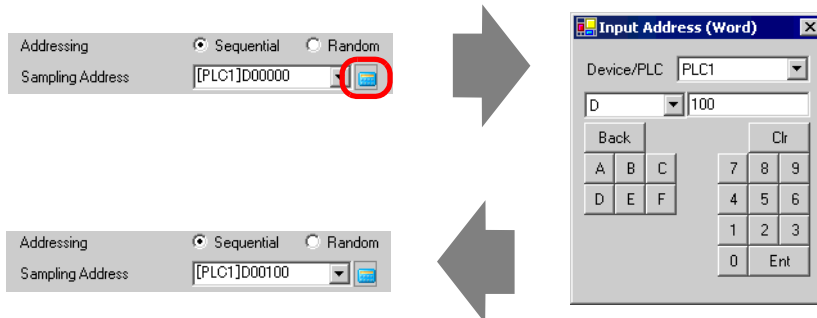 Addressing Sequential Random
Sampling Address [PLC1]D00000
Input Address (Word)
Device/PLC PLC1
D 100
Back Clr
A B C 7 8 9
D E F 4 5 6
1 2 3
0 Ent
Addressing Sequential Random
Sampling Address [PLC1]D00100